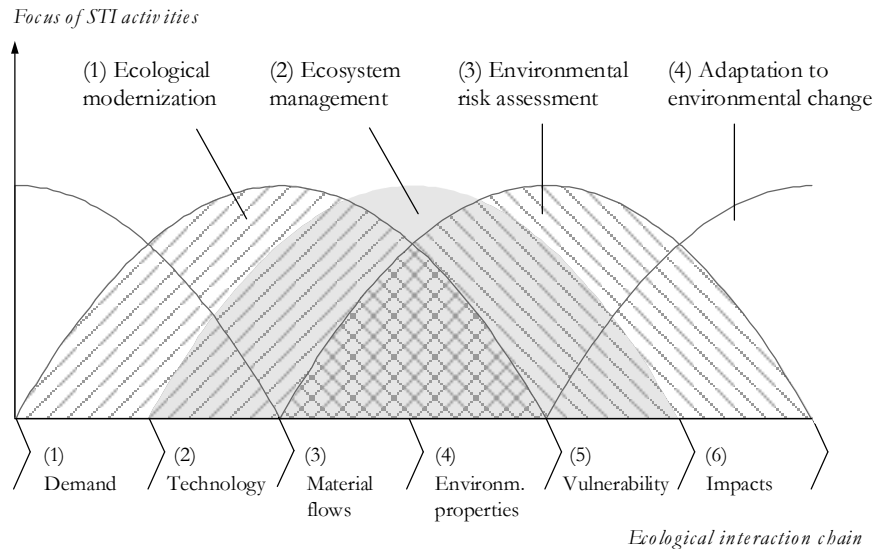 Focus of STI activities
(1) Ecological
modernization
(2) Ecosystem
management
(3) Environmental
risk assessment
(4) Adaptation to
environmental change
(1)
Demand
(2)
Technology
(3)
Material
flows
(4)
Environm.
properties
(5)
Vulnerability
(6)
Impacts
Ecological interaction chain